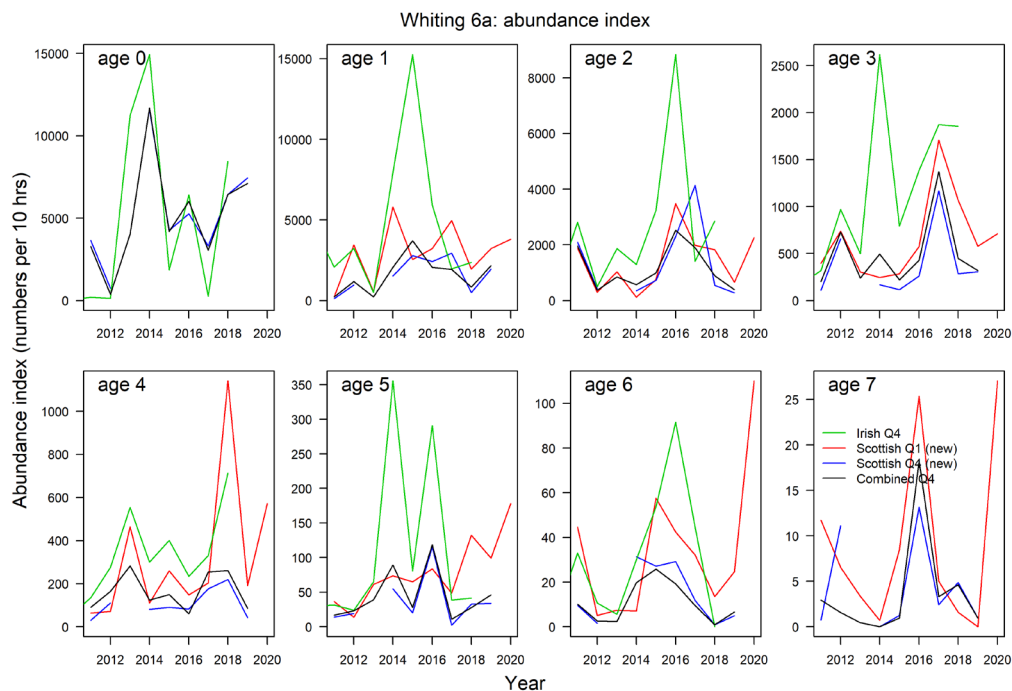 Whiting 6a: abundance index
Abundance index (numbers per 10 hrs)
age 0
15000
10000
5000
0
2012 2014 2016 2018 2020
age 1
15000
10000
5000
0
2012 2014 2016 2018 2020
age 2
8000
6000
4000
2000
0
2012 2014 2016 2018 2020
age 3
2500
2000
1500
1000
500
0
2012 2014 2016 2018 2020
age 4
1000
800
600
400
200
0
2012 2014 2016 2018 2020
age 5
350
300
250
200
150
100
50
0
2012 2014 2016 2018 2020
age 6
100
80
60
40
20
0
2012 2014 2016 2018 2020
age 7
25
20
15
10
5
0
Irish Q4
Scottish Q1 (new)
Scottish Q4 (new)
Combined Q4
2012 2014 2016 2018 2020
Year